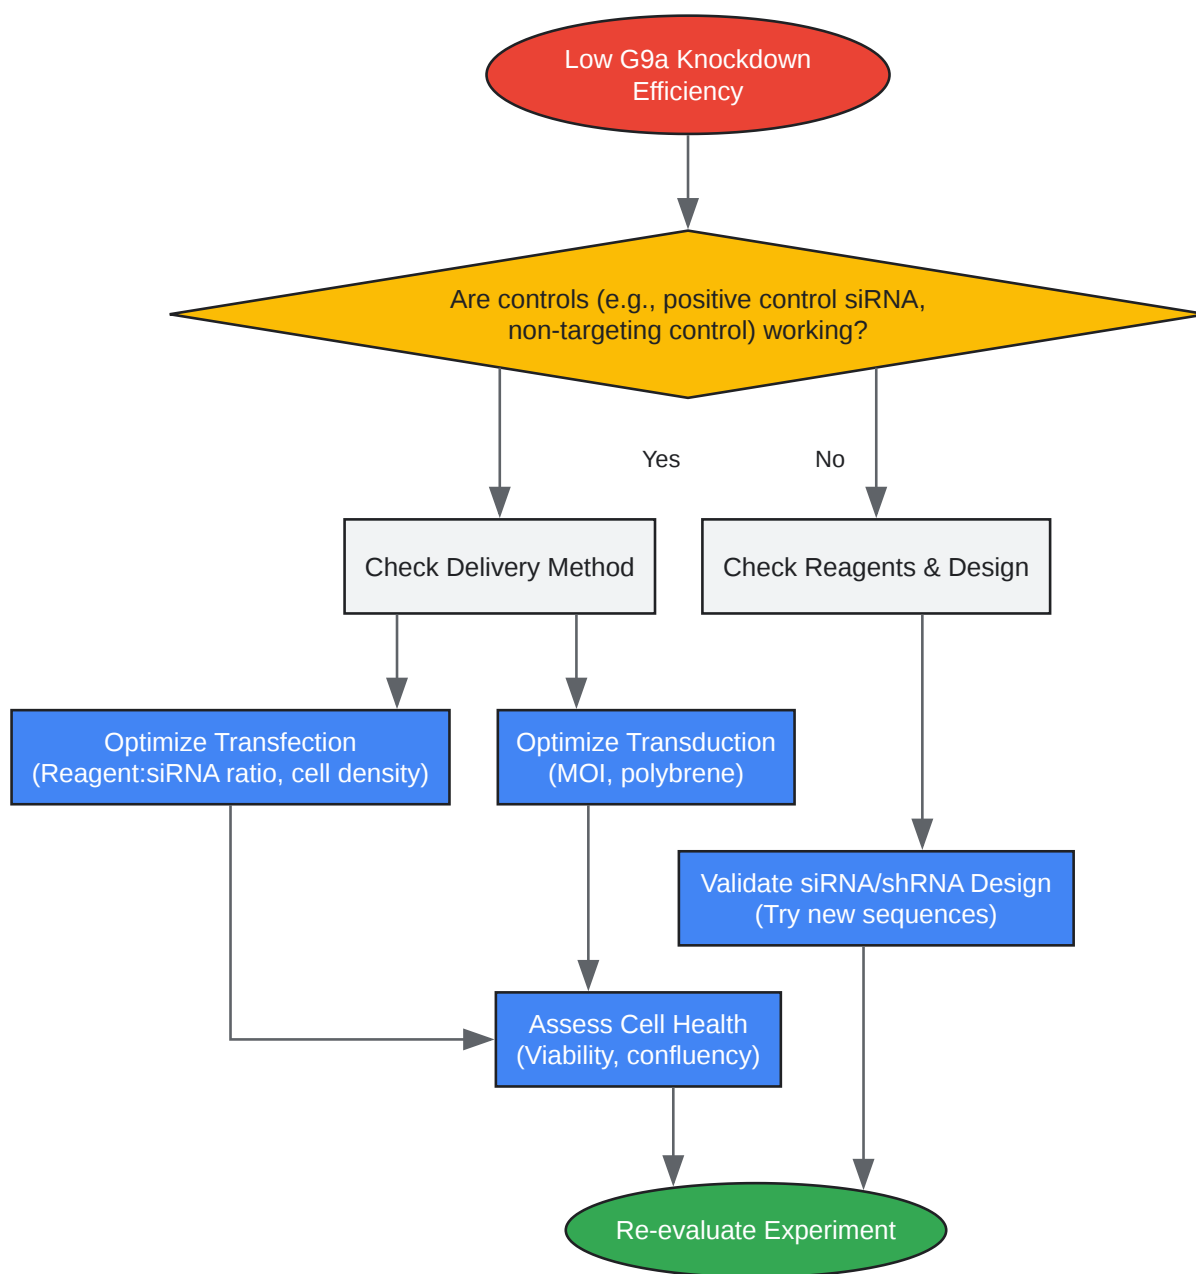 Low G9a Knockdown
Efficiency
Are controls (e.g., positive control siRNA,
non-targeting control) working?
Yes
No
Check Delivery Method
Check Reagents & Design
Optimize Transfection
(Reagent:siRNA ratio, cell density)
Optimize Transduction
(MOI, polybrene)
Validate siRNA/shRNA Design
(Try new sequences)
Assess Cell Health
(Viability, confluency)
Re-evaluate Experiment